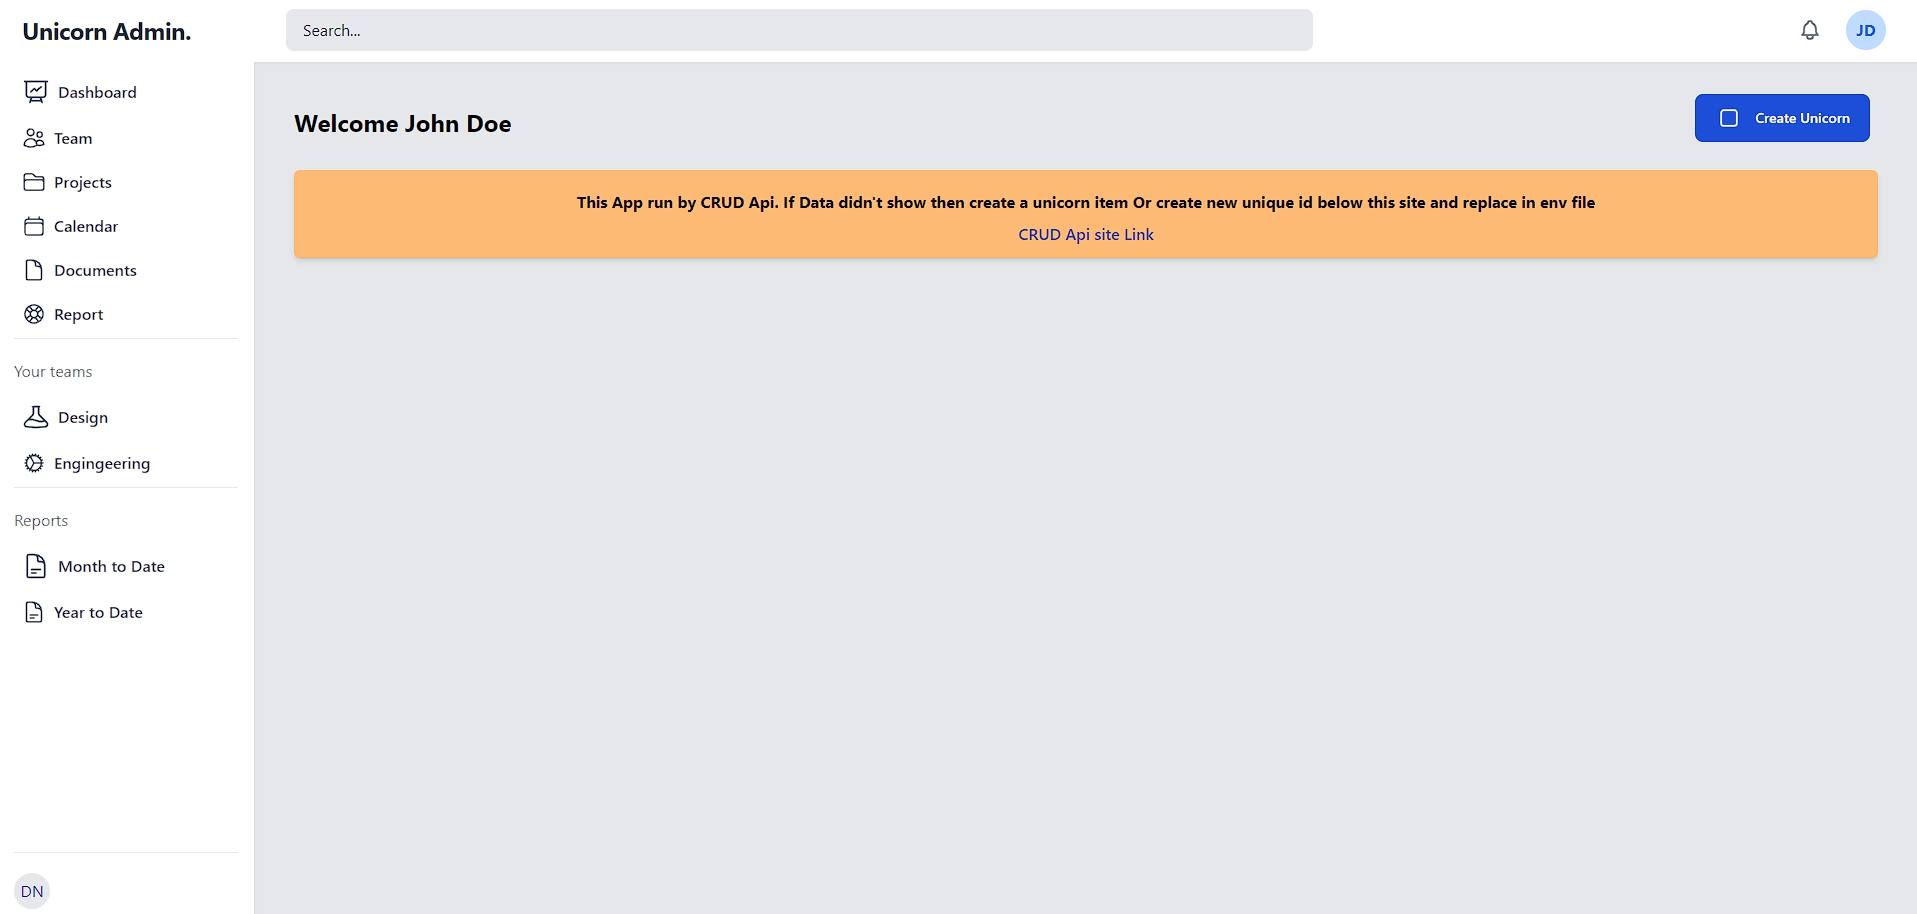 Unicorn Admin.
Search...
JD
Dashboard
Team
Projects
Calendar
Documents
Report
Your teams
Design
Engingeering
Reports
Month to Date
Year to Date
DN
Welcome John Doe
Create Unicorn
This App run by CRUD Api. If Data didn't show then create a unicorn item Or create new unique id below this site and replace in env file
CRUD Api site Link